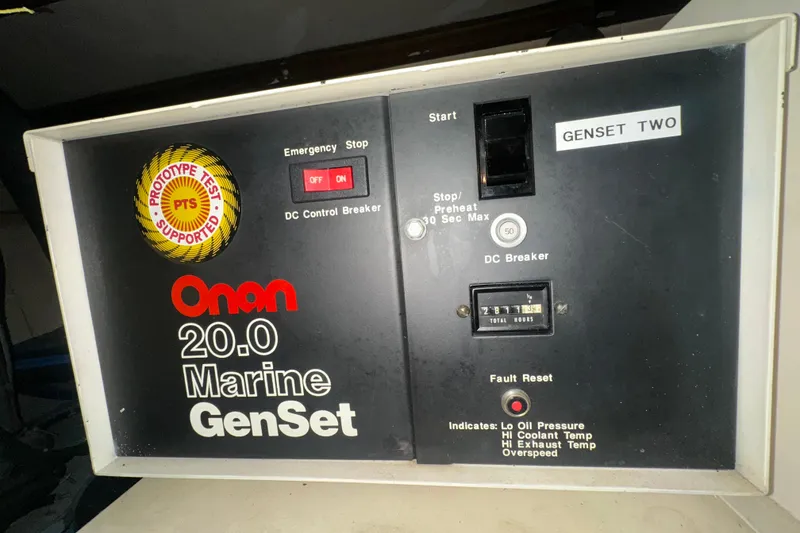 PROTOTYPE TEST
PTS
SUPPORTED
Onan
20.0
Marine
GenSet
Emergency Stop
OFF ON
DC Control Breaker
Start
GENSET TWO
Stop/
Preheat
30 Sec Max
50
DC Breaker
2811
TOTAL HOURS
Fault Reset
Indicates: Lo Oil Pressure
Hi Coolant Temp
Hi Exhaust Temp
Overspeed